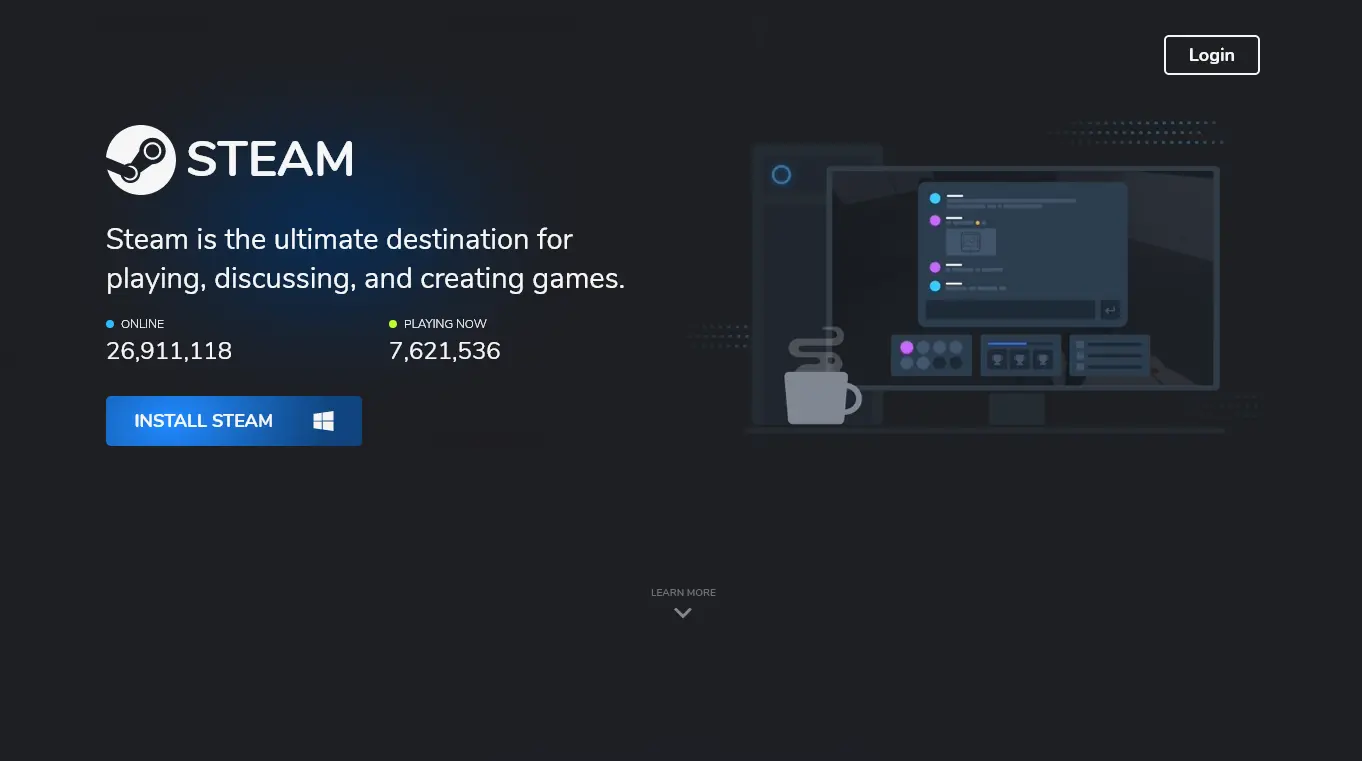 Login
STEAM
Steam is the ultimate destination for
playing, discussing, and creating games.
ONLINE
PLAYING NOW
26,911,118
7,621,536
INSTALL STEAM
LEARN MORE